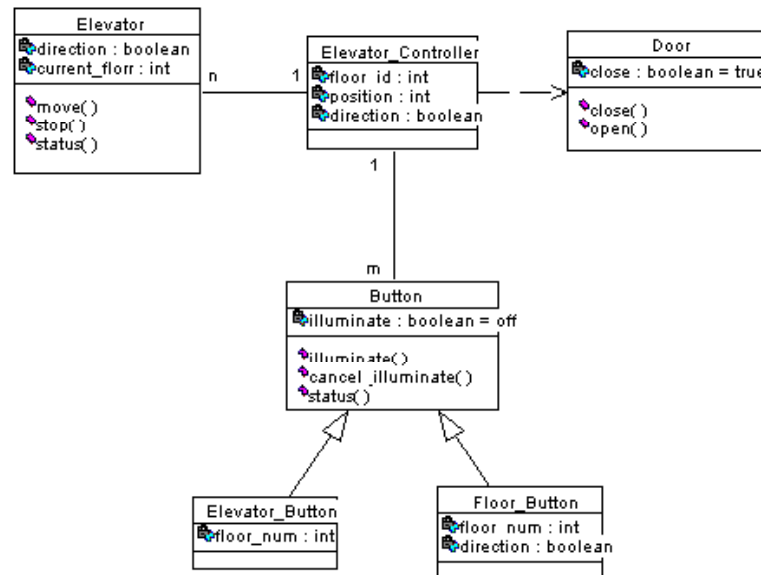 Elevator
direction : boolean
current_florr : int
move()
stop()
status()
n
1
Elevator_Controller
floor_id : int
position : int
direction : boolean
1
Door
close : boolean = true
close()
open()
m
Button
illuminate : boolean = off
illuminate()
cancel_illuminate()
status()
Elevator_Button
floor_num : int
Floor_Button
floor_num : int
direction : boolean